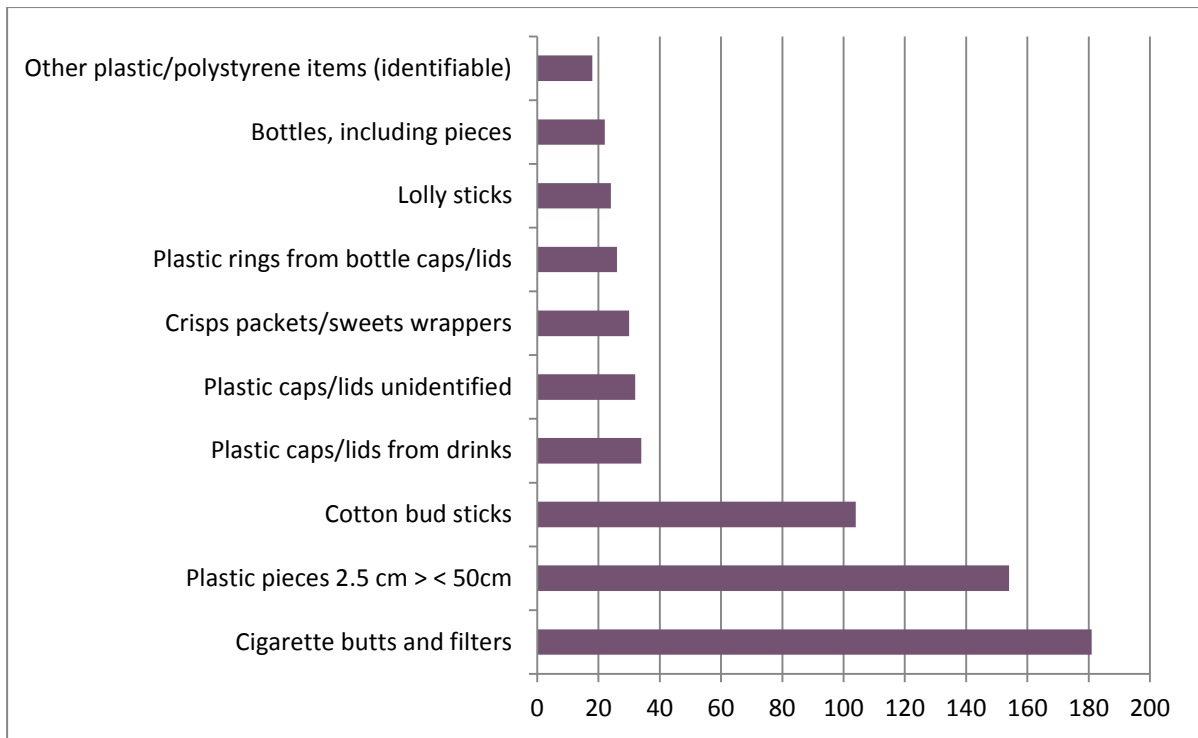 Other plastic/polystyrene items (identifiable)
Bottles, including pieces
Lolly sticks
Plastic rings from bottle caps/lids
Crisps packets/sweets wrappers
Plastic caps/lids unidentified
Plastic caps/lids from drinks
Cotton bud sticks
Plastic pieces 2.5 cm > < 50cm
Cigarette butts and filters
0 20 40 60 80 100 120 140 160 180 200